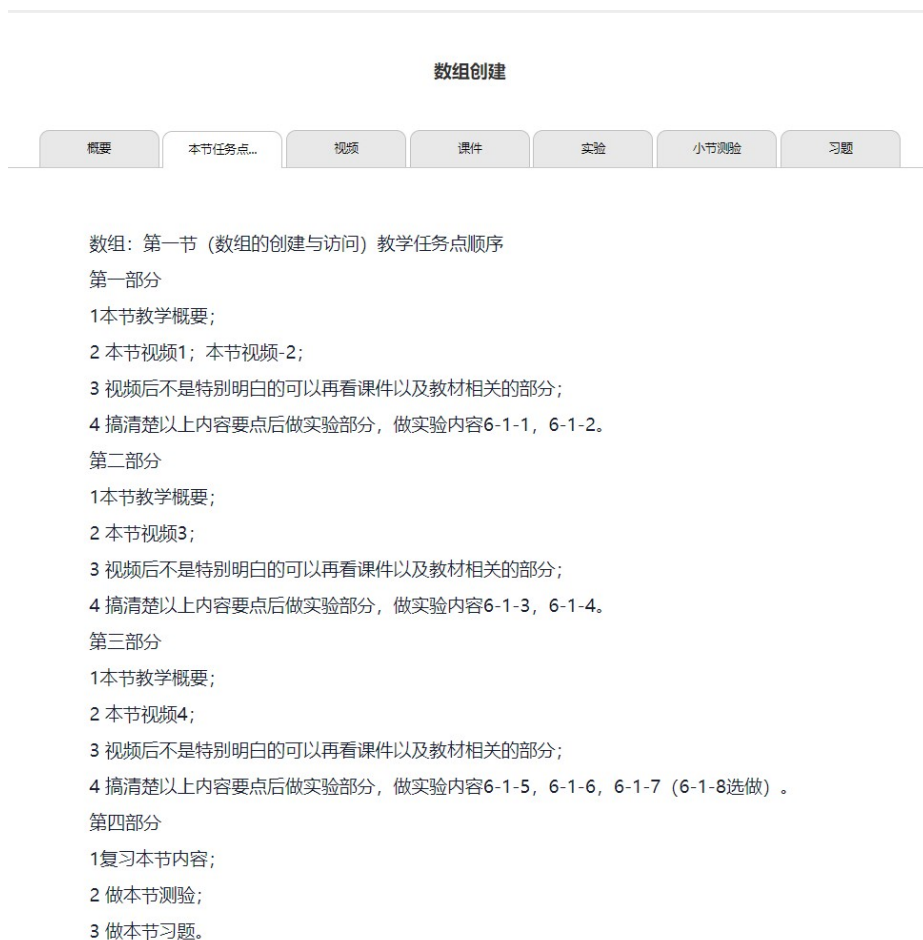 数组创建
概要
本节任务点...
视频
课件
实验
小节测验
习题
数组：第一节（数组的创建与访问）教学任务点顺序
第一部分
1本节教学概要；
2 本节视频1；本节视频-2；
3 视频后不是特别明白的可以再看课件以及教材相关的部分；
4 搞清楚以上内容要点后做实验部分，做实验内容6-1-1，6-1-2。
第二部分
1本节教学概要；
2 本节视频3；
3 视频后不是特别明白的可以再看课件以及教材相关的部分；
4 搞清楚以上内容要点后做实验部分，做实验内容6-1-3，6-1-4。
第三部分
1本节教学概要；
2 本节视频4；
3 视频后不是特别明白的可以再看课件以及教材相关的部分；
4 搞清楚以上内容要点后做实验部分，做实验内容6-1-5，6-1-6，6-1-7（6-1-8选做）。
第四部分
1复习本节内容；
2 做本节测验；
3 做本节习题。